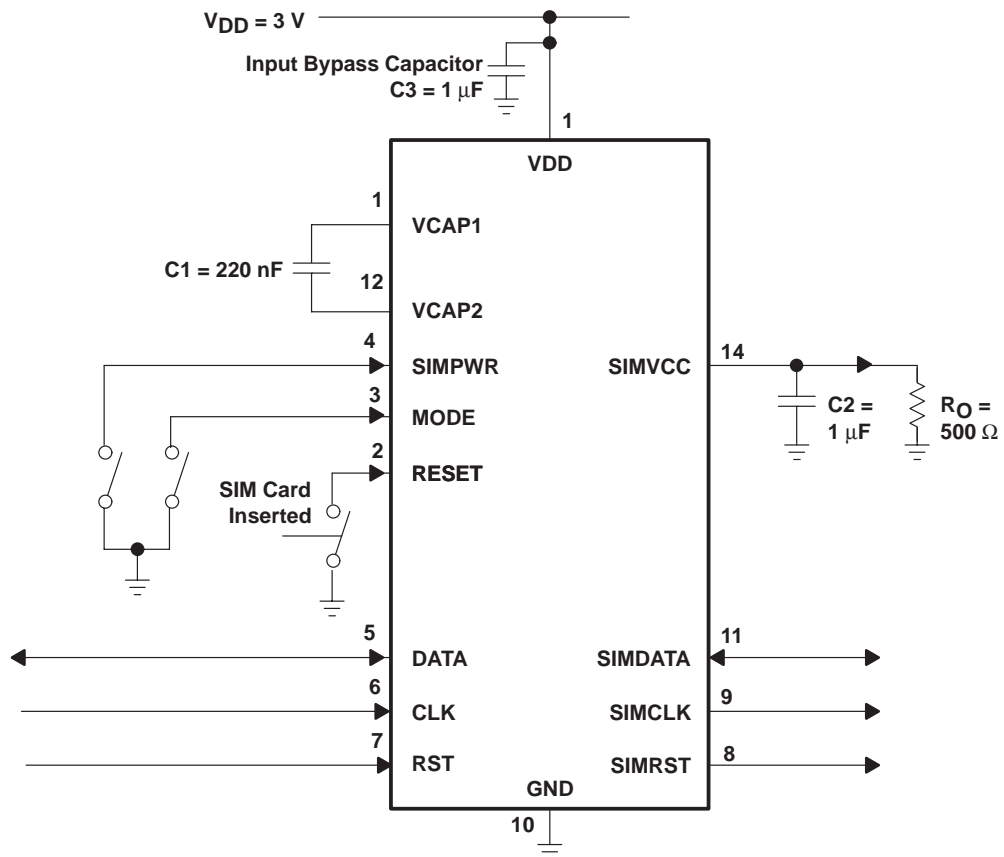 VDD = 3 V
Input Bypass Capacitor
C3 = 1 μF
1
VDD
1
VCAP1
C1 = 220 nF
12
VCAP2
4
SIMPWR
SIMVCC
14
3
MODE
C2 =
1 μF
RO =
500 Ω
2
RESET
SIM Card
Inserted
5
DATA
SIMDATA
11
6
CLK
SIMCLK
9
7
RST
SIMRST
8
GND
10